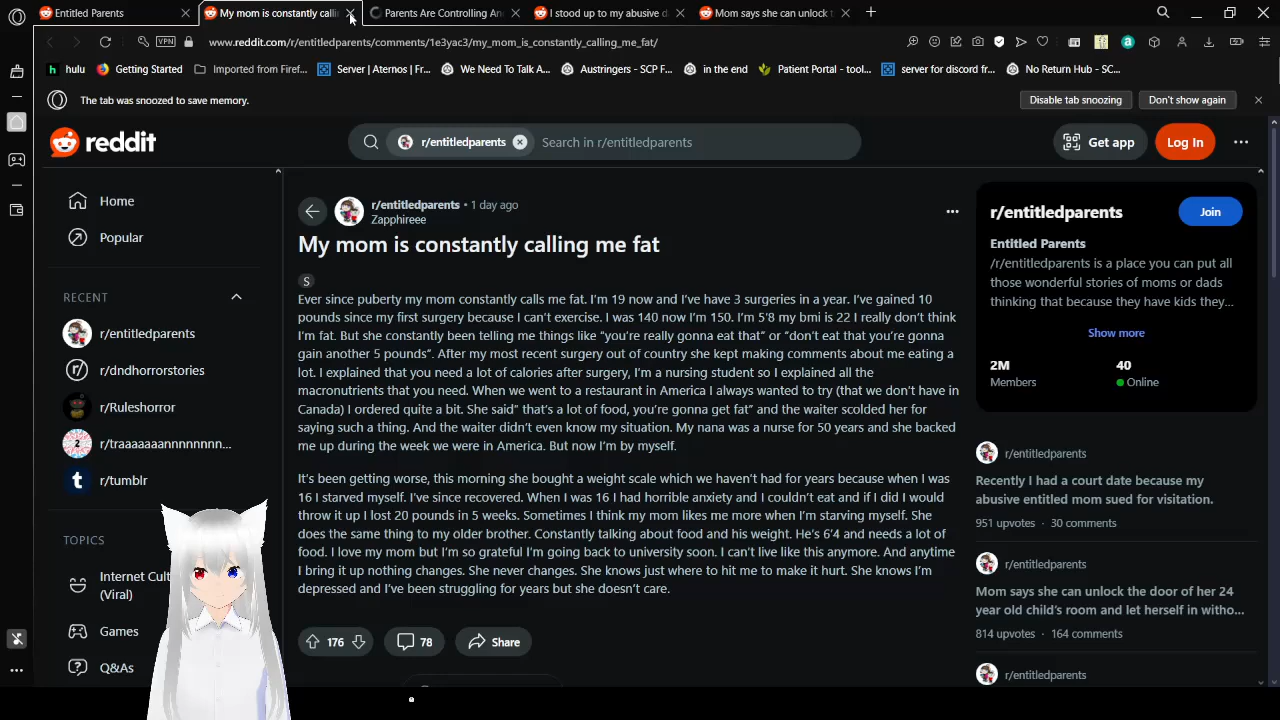 Entitled Parents
My mom is constantly calli
Parents Are Controlling An
I stood up to my abusive d
Mom says she can unlock t
VPN
www.reddit.com/r/entitledparents/comments/1e3yac3/my_mom_is_constantly_calling_me_fat/
hulu
Getting Started
Imported from Firef...
Server | Aternos | Fr...
We Need To Talk A...
Austringers - SCP F...
in the end
Patient Portal - tool...
server for discord fr...
No Return Hub - SC...
The tab was snoozed to save memory.
Disable tab snoozing
Don't show again
reddit
r/entitledparents
Search in r/entitledparents
Get app
Log In
Home
Popular
RECENT
r/entitledparents
r/dndhorrorstories
r/Ruleshorror
r/traaaaaaannnnnnnn...
r/tumblr
TOPICS
Internet Cult
(Viral)
Games
Q&As
r/entitledparents • 1 day ago
Zapphireee
My mom is constantly calling me fat
S
Ever since puberty my mom constantly calls me fat. I'm 19 now and I've have 3 surgeries in a year. I've gained 10
pounds since my first surgery because I can't exercise. I was 140 now I'm 150. I'm 5'8 my bmi is 22 I really don't think
I'm fat. But she constantly been telling me things like "you're really gonna eat that" or "don't eat that you're gonna
gain another 5 pounds". After my most recent surgery out of country she kept making comments about me eating a
lot. I explained that you need a lot of calories after surgery, I'm a nursing student so I explained all the
macronutrients that you need. When we went to a restaurant in America I always wanted to try (that we don't have in
Canada) I ordered quite a bit. She said" that's a lot of food, you're gonna get fat" and the waiter scolded her for
saying such a thing. And the waiter didn't even know my situation. My nana was a nurse for 50 years and she backed
me up during the week we were in America. But now I'm by myself.
It's been getting worse, this morning she bought a weight scale which we haven't had for years because when I was
16 I starved myself. I've since recovered. When I was 16 I had horrible anxiety and I couldn't eat and if I did I would
throw it up I lost 20 pounds in 5 weeks. Sometimes I think my mom likes me more when I'm starving myself. She
does the same thing to my older brother. Constantly talking about food and his weight. He's 6'4 and needs a lot of
food. I love my mom but I'm so grateful I'm going back to university soon. I can't live like this anymore. And anytime
I bring it up nothing changes. She never changes. She knows just where to hit me to make it hurt. She knows I'm
depressed and I've been struggling for years but she doesn't care.
176
78
Share
r/entitledparents
Join
Entitled Parents
/r/entitledparents is a place you can put all
those wonderful stories of moms or dads
thinking that because they have kids they...
Show more
2M
Members
40
Online
r/entitledparents
Recently I had a court date because my
abusive entitled mom sued for visitation.
951 upvotes · 30 comments
r/entitledparents
Mom says she can unlock the door of her 24
year old child's room and let herself in witho...
814 upvotes · 164 comments
r/entitledparents